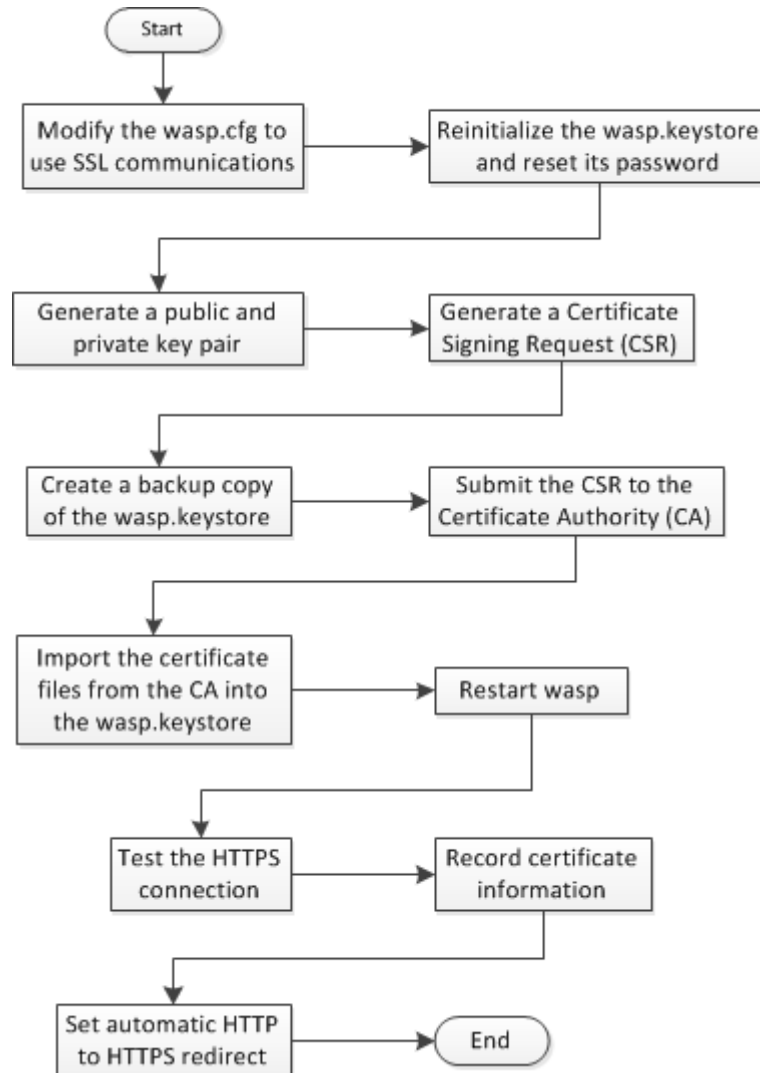 Start
Modify the wasp.cfg to
use SSL communications
Reinitialize the wasp.keystore
and reset its password
Generate a public and
private key pair
Generate a Certificate
Signing Request (CSR)
Create a backup copy
of the wasp.keystore
Submit the CSR to the
Certificate Authority (CA)
Import the certificate
files from the CA into
the wasp.keystore
Restart wasp
Test the HTTPS
connection
Record certificate
information
Set automatic HTTP
to HTTPS redirect
End